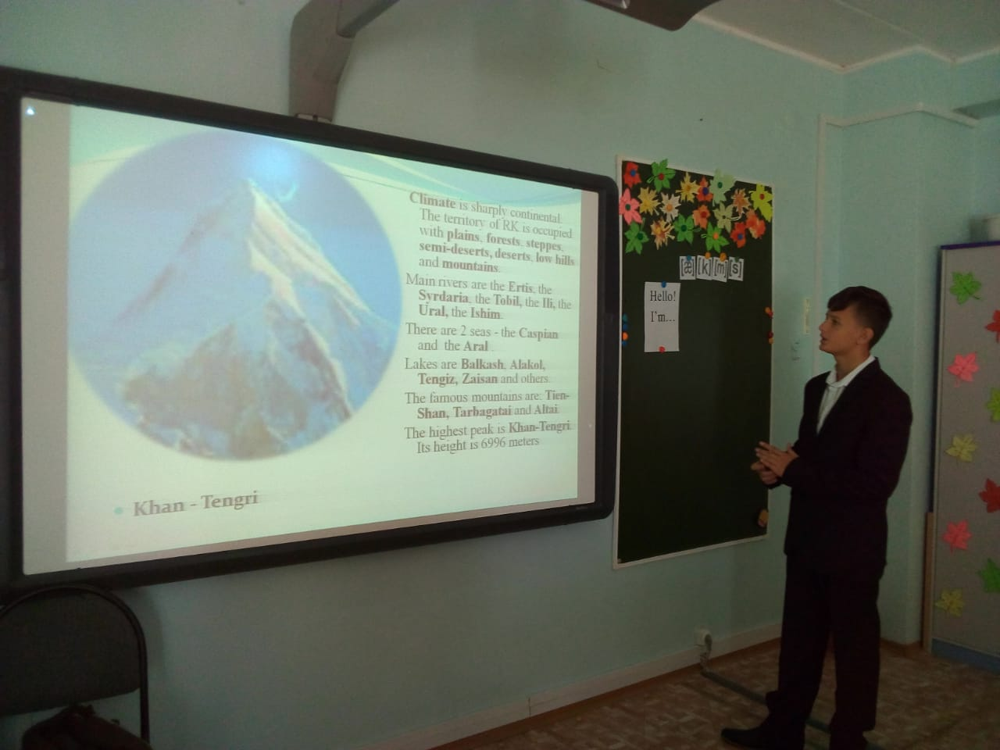 Climate is sharply continental.
The territory of RK is occupied
with plains, forests, steppes,
semi-deserts, deserts, low hills
and mountains.
Main rivers are the Ertis, the
Syrdaria, the Tobil, the Ili, the
Ural, the Ishim.
There are 2 seas - the Caspian
and the Aral .
Lakes are Balkash, Alakol,
Tengiz, Zaisan and others.
The famous mountains are: Tien-
Shan, Tarbagatai and Altai.
The highest peak is Khan-Tengri.
Its height is 6996 meters
Khan - Tengri
[æ] [k] [m] [s]
Hello!
I'm...